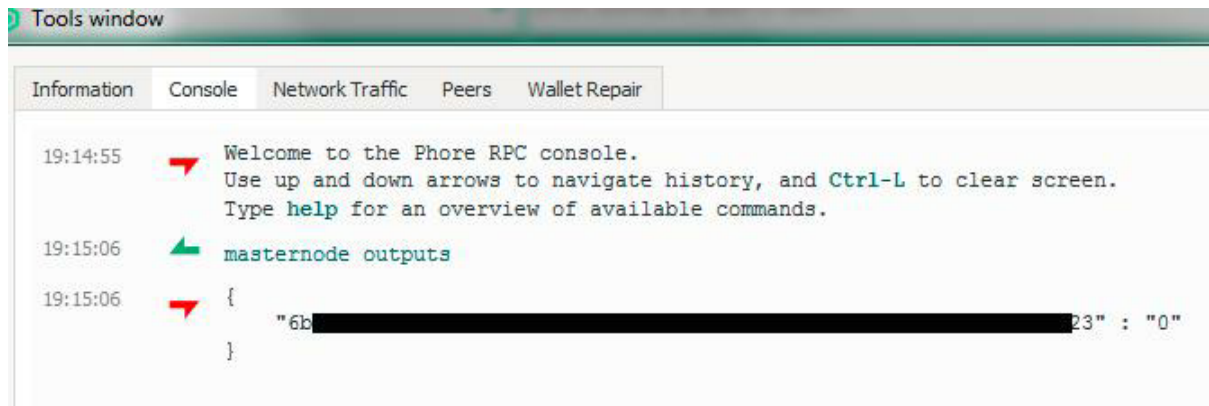 Tools window
Information Console Network Traffic Peers Wallet Repair
19:14:55 Welcome to the Phore RPC console.
Use up and down arrows to navigate history, and Ctrl-L to clear screen.
Type help for an overview of available commands.
19:15:06 masternode outputs
19:15:06 {
"6b 23" : "0"
}